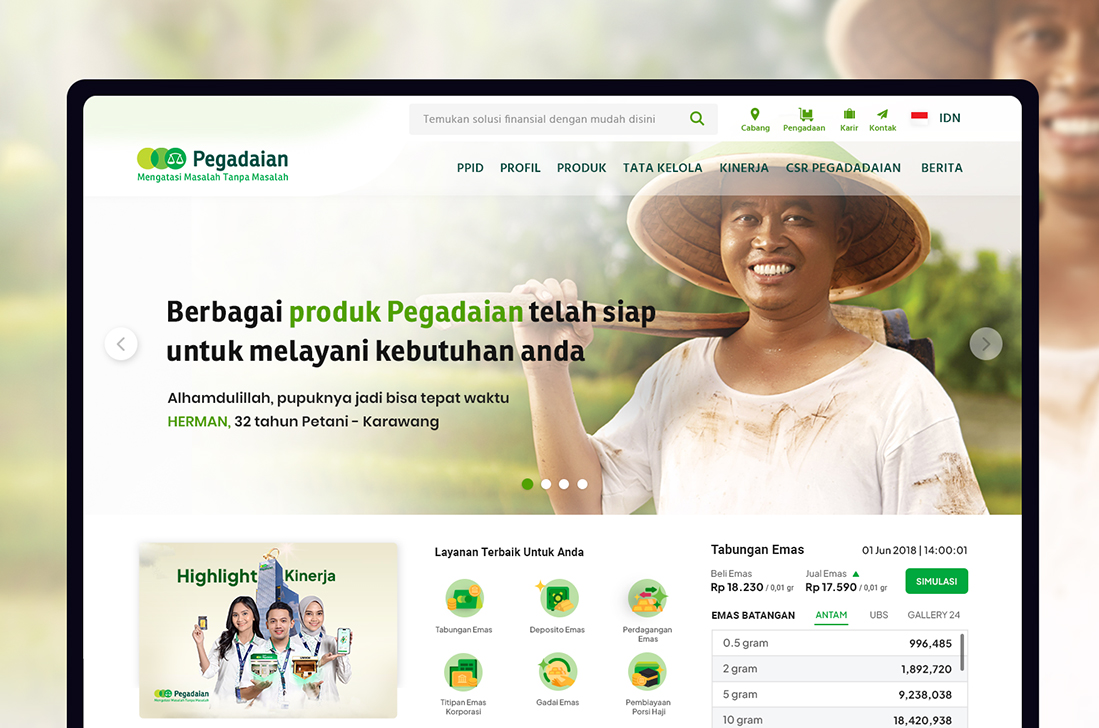 Temukan solusi finansial dengan mudah disini
Cabang
Pengadaan
Karir
Kontak
IDN
Pegadaian
Mengatasi Masalah Tanpa Masalah
PPID PROFIL PRODUK TATA KELOLA KINERJA CSR PEGADADAIAN BERITA
Berbagai produk Pegadaian telah siap
untuk melayani kebutuhan anda
Alhamdulillah, pupuknya jadi bisa tepat waktu
HERMAN, 32 tahun Petani - Karawang
Highlight Kinerja
Pegadaian
Mengatasi Masalah Tanpa Masalah
Layanan Terbaik Untuk Anda
Tabungan Emas
Deposito Emas
Perdagangan
Emas
Titipan Emas
Korporasi
Gadai Emas
Pembiayaan
Porsi Haji
Tabungan Emas
01 Jun 2018 | 14:00:01
Beli Emas
Rp 18.230 / 0,01 gr
Jual Emas
Rp 17.590 / 0,01 gr
SIMULASI
EMAS BATANGAN ANTAM UBS GALLERY 24
0.5 gram 996,485
2 gram 1,892,720
5 gram 9,238,038
10 gram 18,420,938